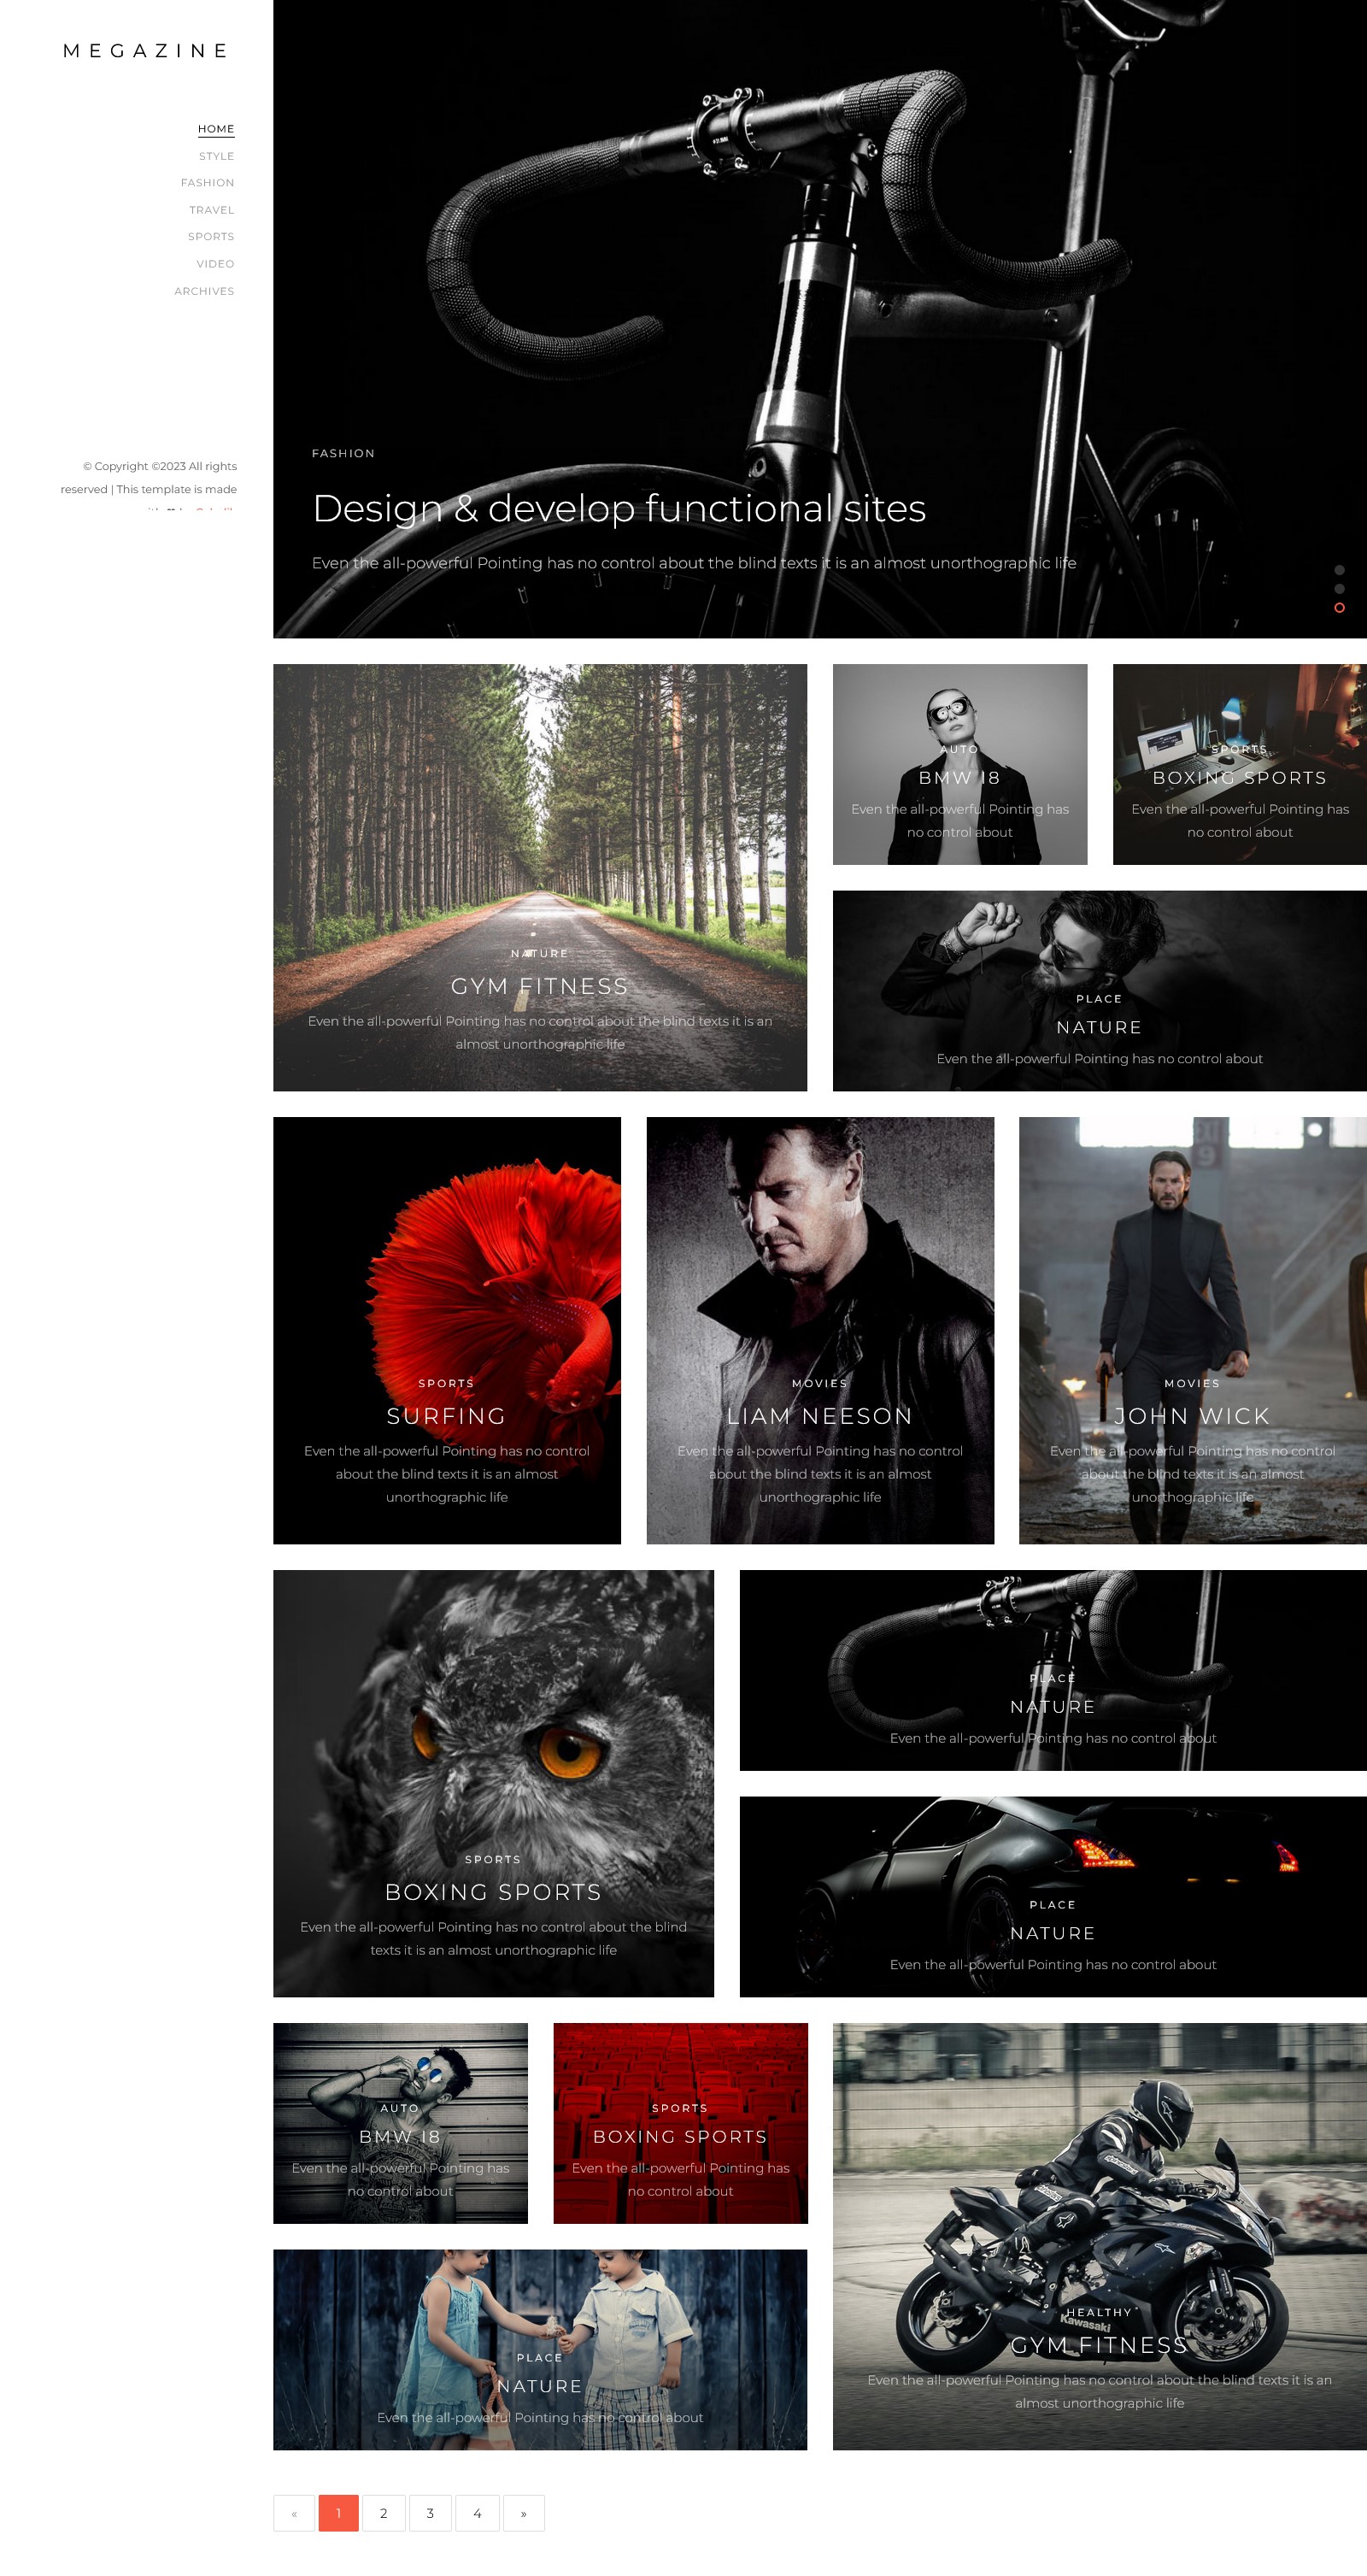 MEGAZINE
HOME
STYLE
FASHION
TRAVEL
SPORTS
VIDEO
ARCHIVES
© Copyright ©2023 All rights
reserved | This template is made
FASHION
Design & develop functional sites
Even the all-powerful Pointing has no control about the blind texts it is an almost unorthographic life
NATURE
GYM FITNESS
Even the all-powerful Pointing has no control about the blind texts it is an
almost unorthographic life
AUTO
BMW I8
Even the all-powerful Pointing has
no control about
SPORTS
BOXING SPORTS
Even the all-powerful Pointing has
no control about
PLACE
NATURE
Even the all-powerful Pointing has no control about
SPORTS
SURFING
Even the all-powerful Pointing has no control
about the blind texts it is an almost
unorthographic life
MOVIES
LIAM NEESON
Even the all-powerful Pointing has no control
about the blind texts it is an almost
unorthographic life
MOVIES
JOHN WICK
Even the all-powerful Pointing has no control
about the blind texts it is an almost
unorthographic life
SPORTS
BOXING SPORTS
Even the all-powerful Pointing has no control about the blind
texts it is an almost unorthographic life
PLACE
NATURE
Even the all-powerful Pointing has no control about
PLACE
NATURE
Even the all-powerful Pointing has no control about
AUTO
BMW I8
Even the all-powerful Pointing has
no control about
SPORTS
BOXING SPORTS
Even the all-powerful Pointing has
no control about
PLACE
NATURE
Even the all-powerful Pointing has no control about
Kawasaki
HEALTHY
GYM FITNESS
Even the all-powerful Pointing has no control about the blind texts it is an
almost unorthographic life
« 1 2 3 4 »